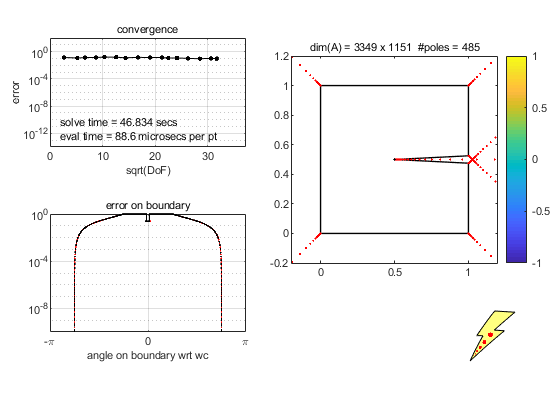 convergence
10^0
10^-4
10^-8
10^-12
error
solve time = 46.834 secs
eval time = 88.6 microsecs per pt
0 10 20 30
sqrt(DoF)
error on boundary
10^0
10^-4
10^-8
-π 0 π
angle on boundary wrt wc
dim(A) = 3349 x 1151 #poles = 485
1.2
1
0.8
0.6
0.4
0.2
0
-0.2
0 0.5 1
1
0.5
0
-0.5
-1